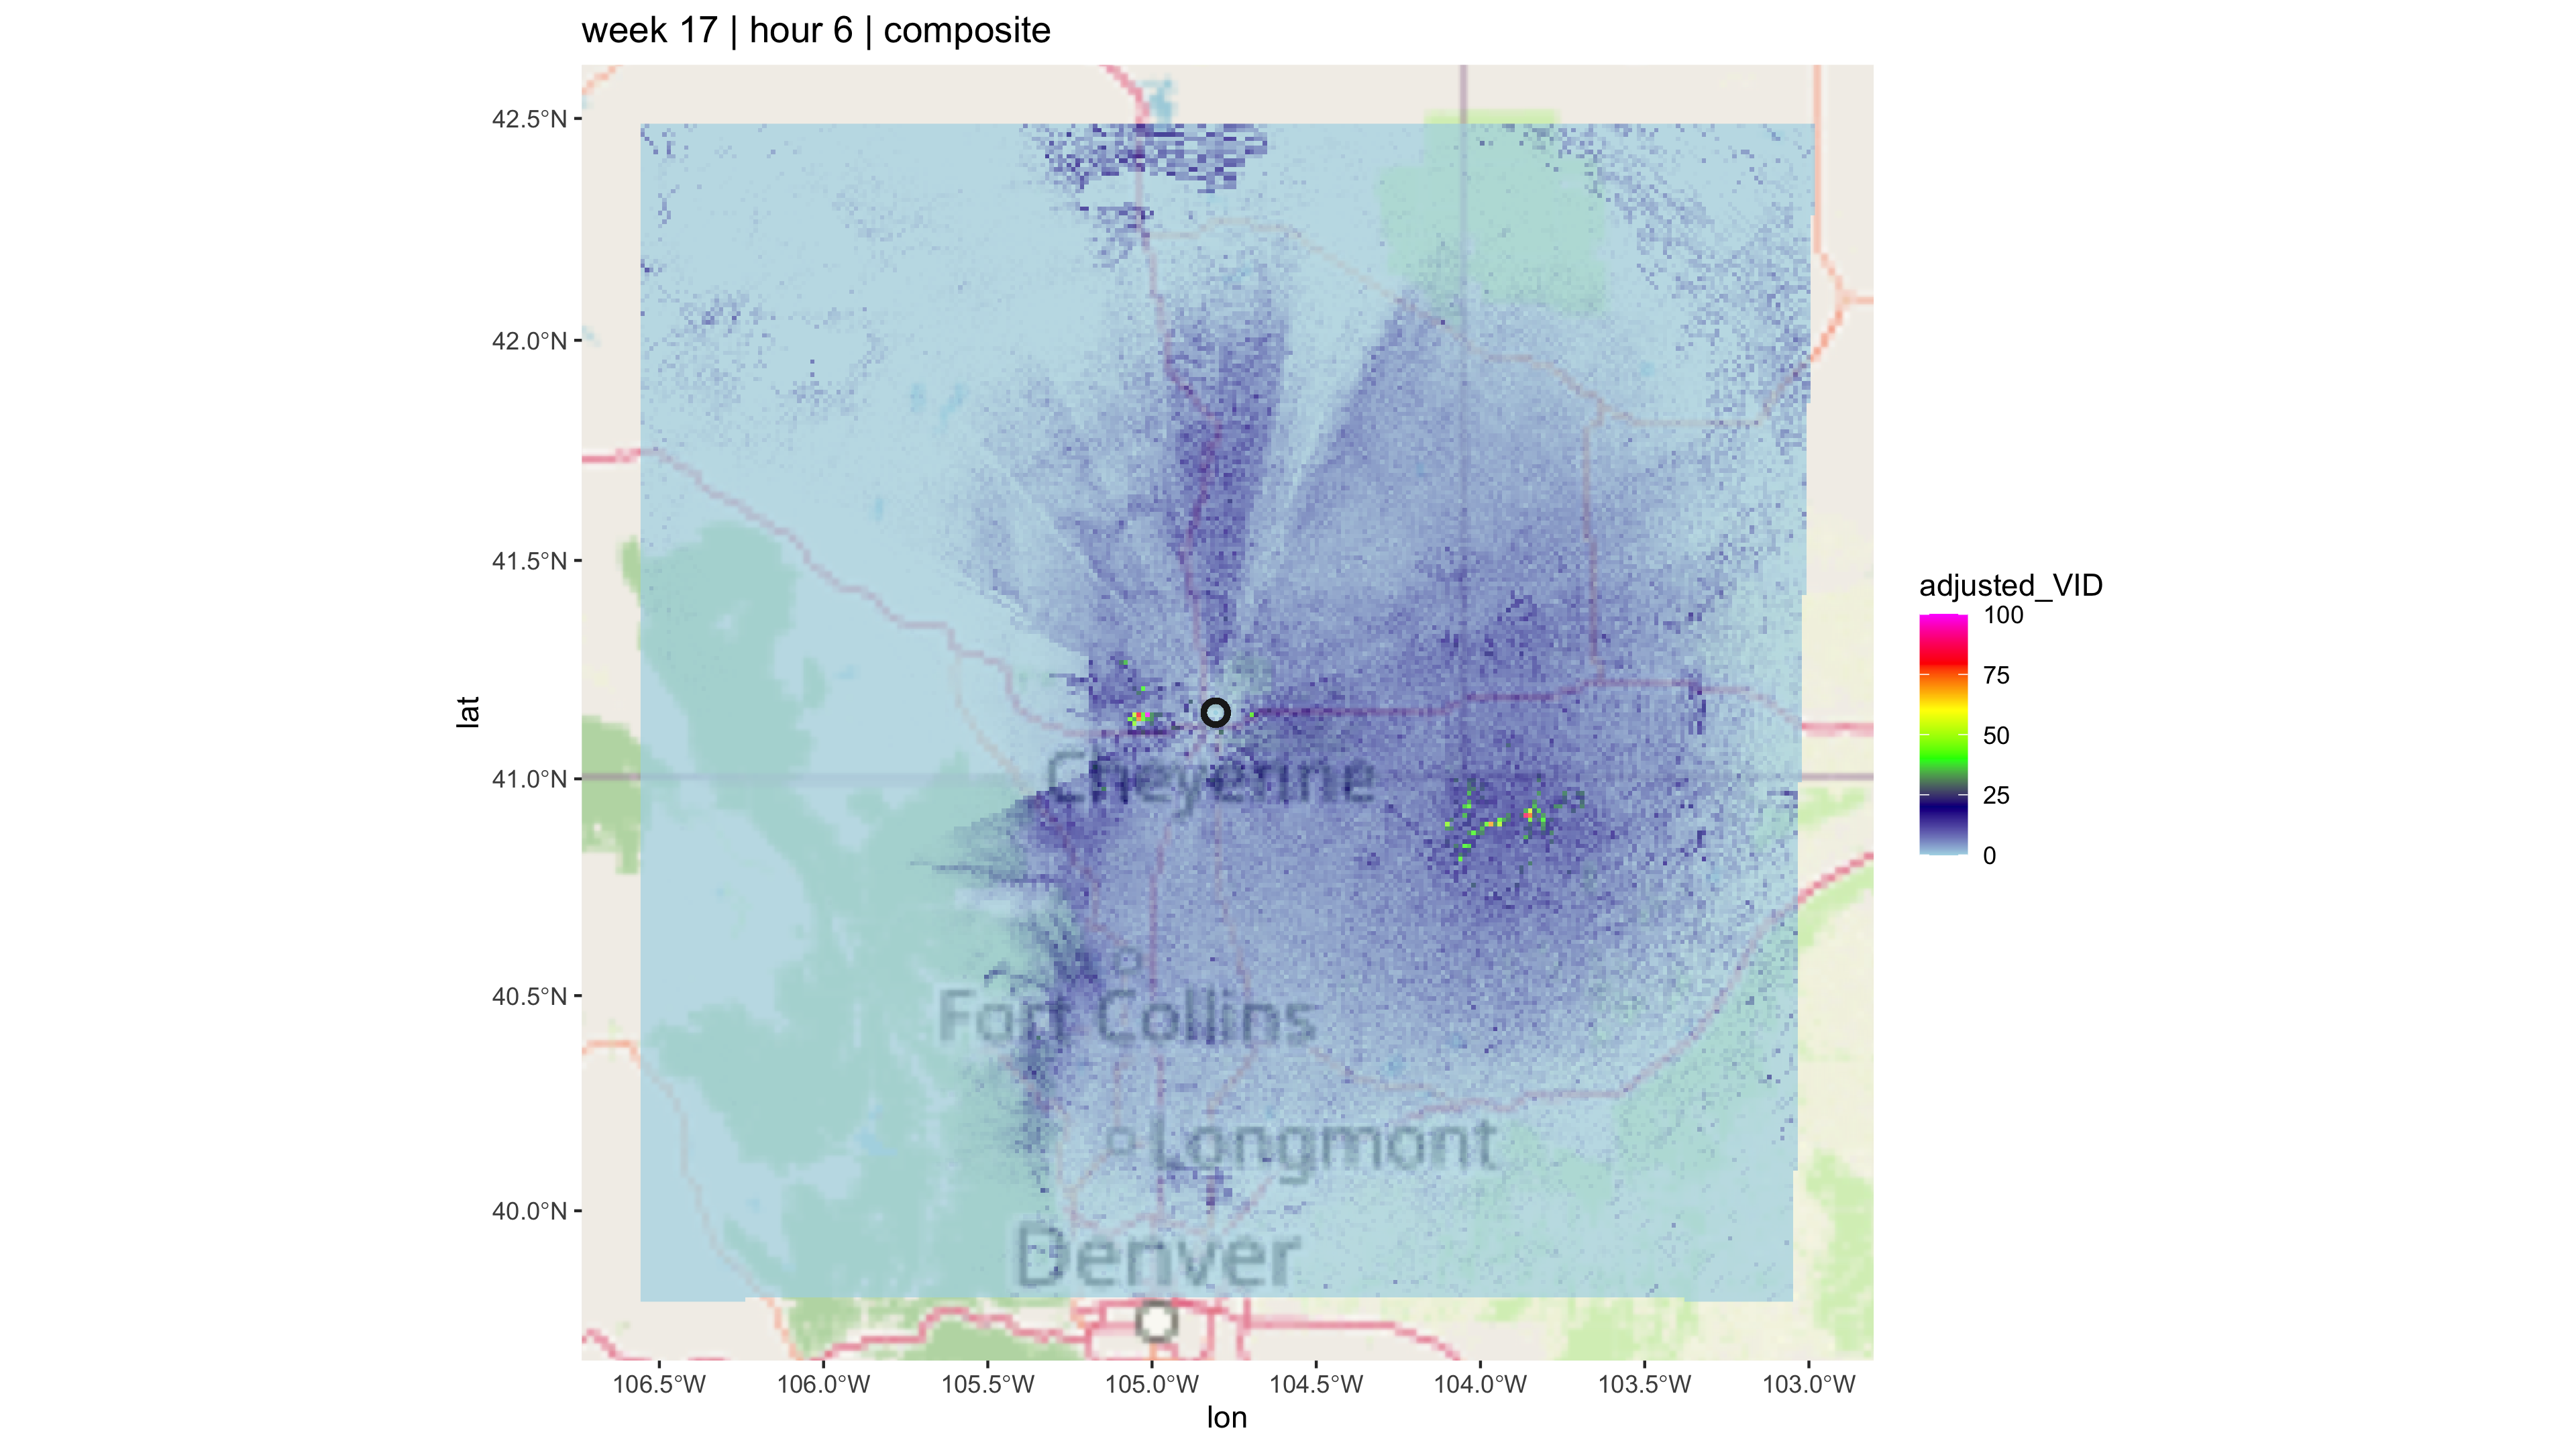 week 17 | hour 6 | composite
42.5°N
42.0°N
41.5°N
41.0°N
40.5°N
40.0°N
lat
Cheyenne
Fort Collins
Longmont
Denver
106.5°W 106.0°W 105.5°W 105.0°W 104.5°W 104.0°W 103.5°W 103.0°W
lon
adjusted_VID
100
75
50
25
0